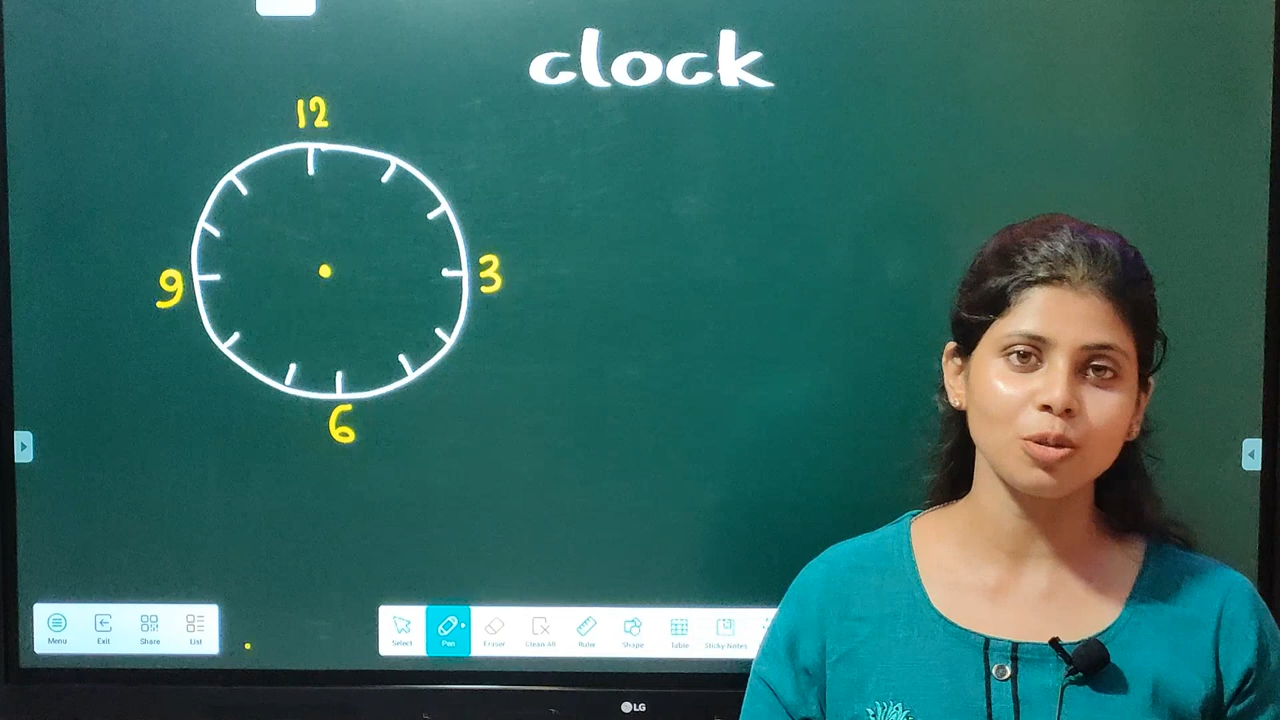 clock
12
9
3
6
Menu Exit Share List
Select Pen Eraser Clean All Ruler Shape Table Sticky Notes
LG